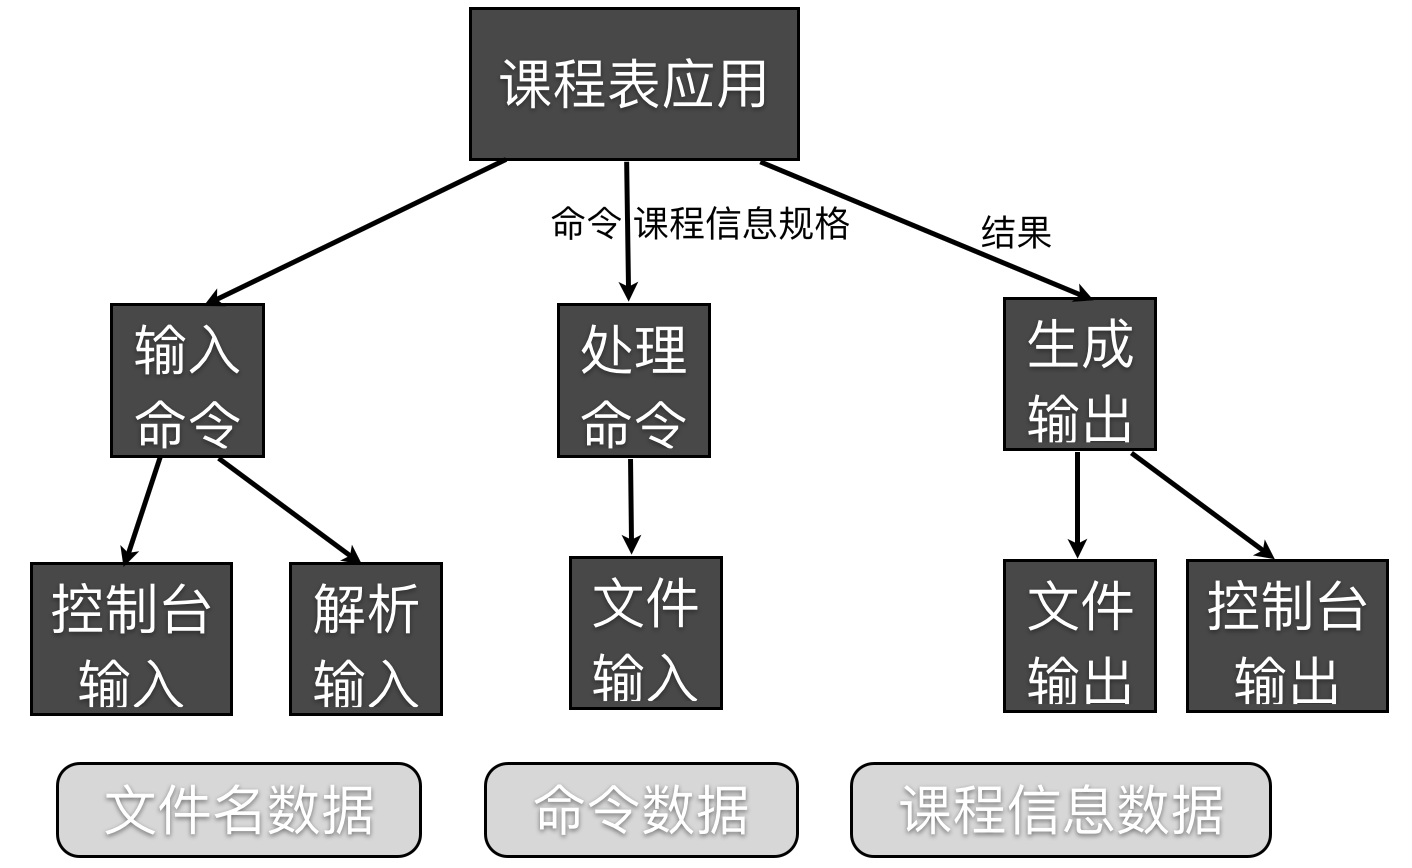 课程表应用
命令 课程信息规格
结果
输入
命令
处理
命令
生成
输出
控制台
输入
解析
输入
文件
输入
文件
输出
控制台
输出
文件名数据
命令数据
课程信息数据